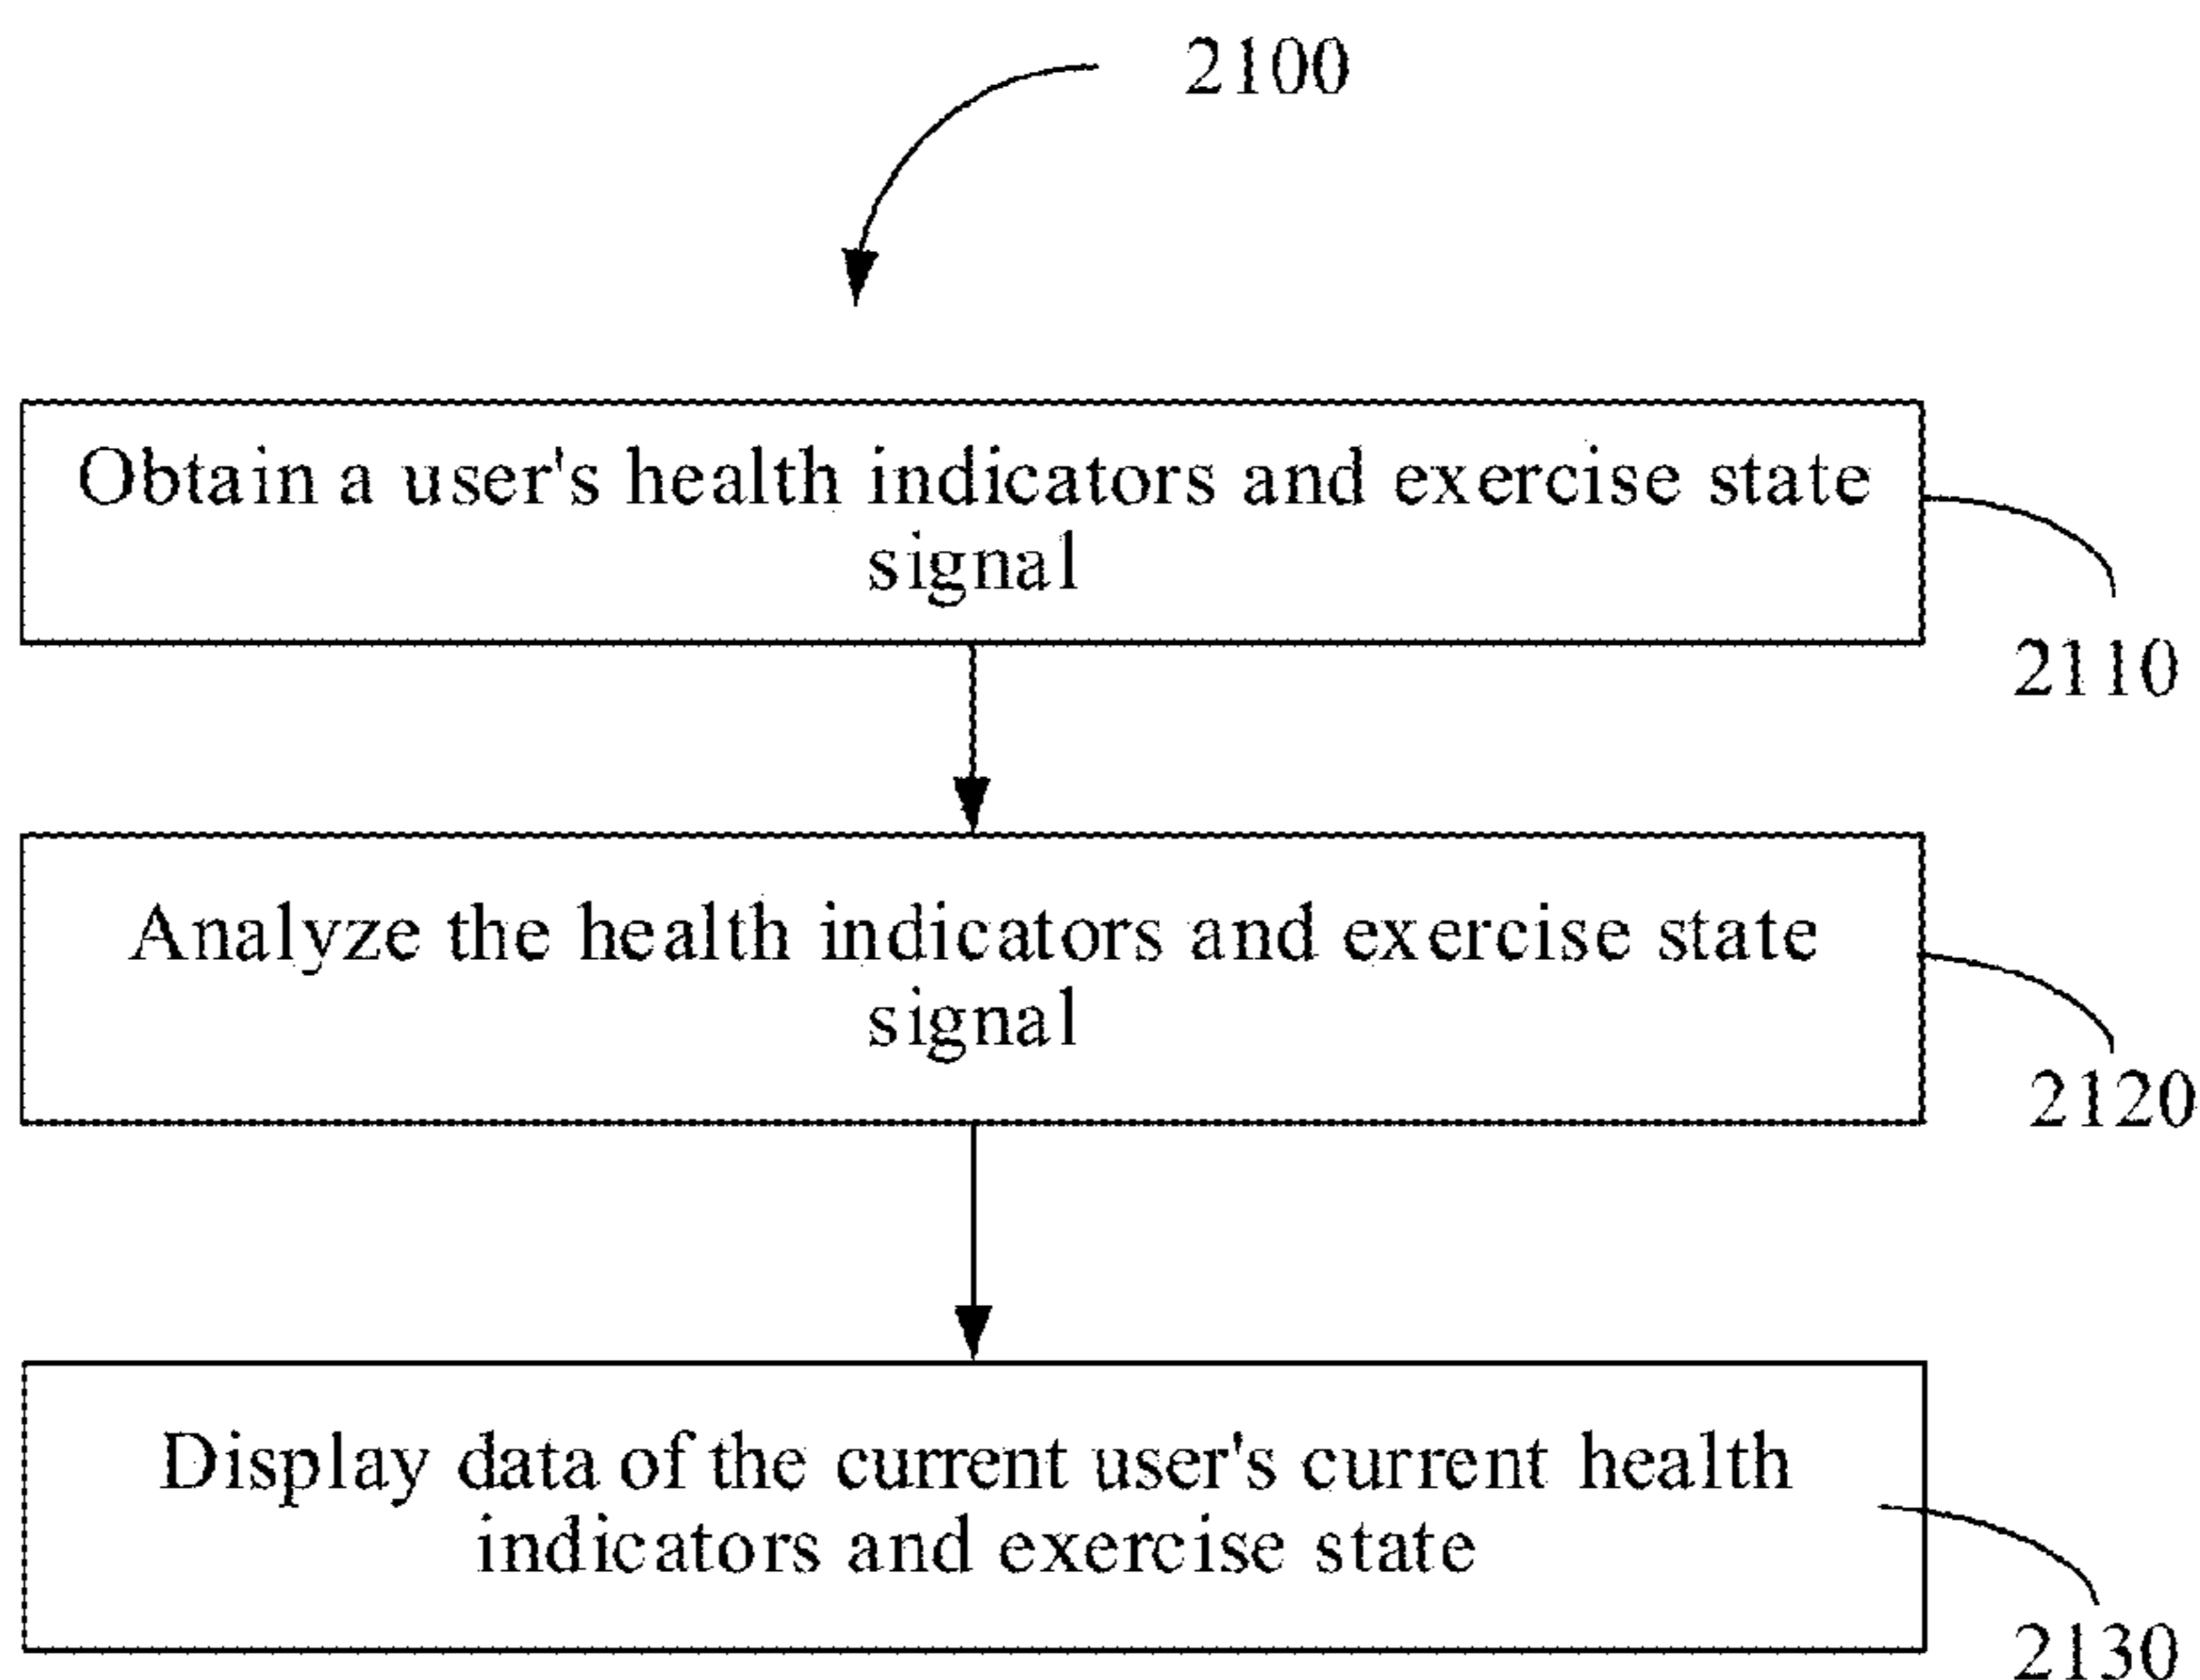 2100
Obtain a user's health indicators and exercise state
signal
2110
Analyze the health indicators and exercise state
signal
2120
Display data of the current user's current health
indicators and exercise state
2130